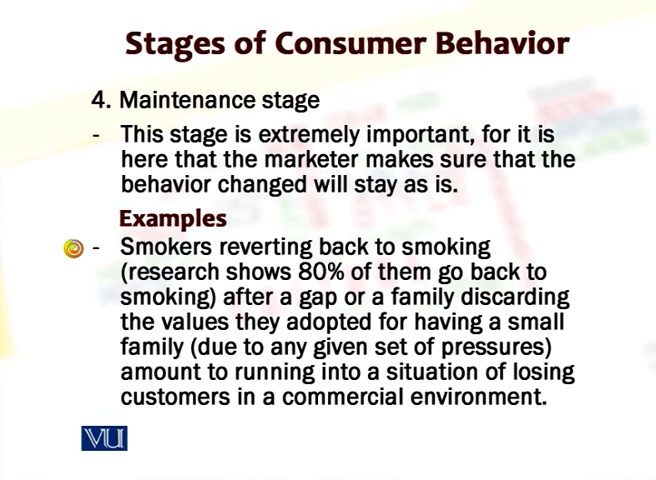 Stages of Consumer Behavior
4. Maintenance stage
- This stage is extremely important, for it is
here that the marketer makes sure that the
behavior changed will stay as is.
Examples
- Smokers reverting back to smoking
(research shows 80% of them go back to
smoking) after a gap or a family discarding
the values they adopted for having a small
family (due to any given set of pressures)
amount to running into a situation of losing
customers in a commercial environment.
VU